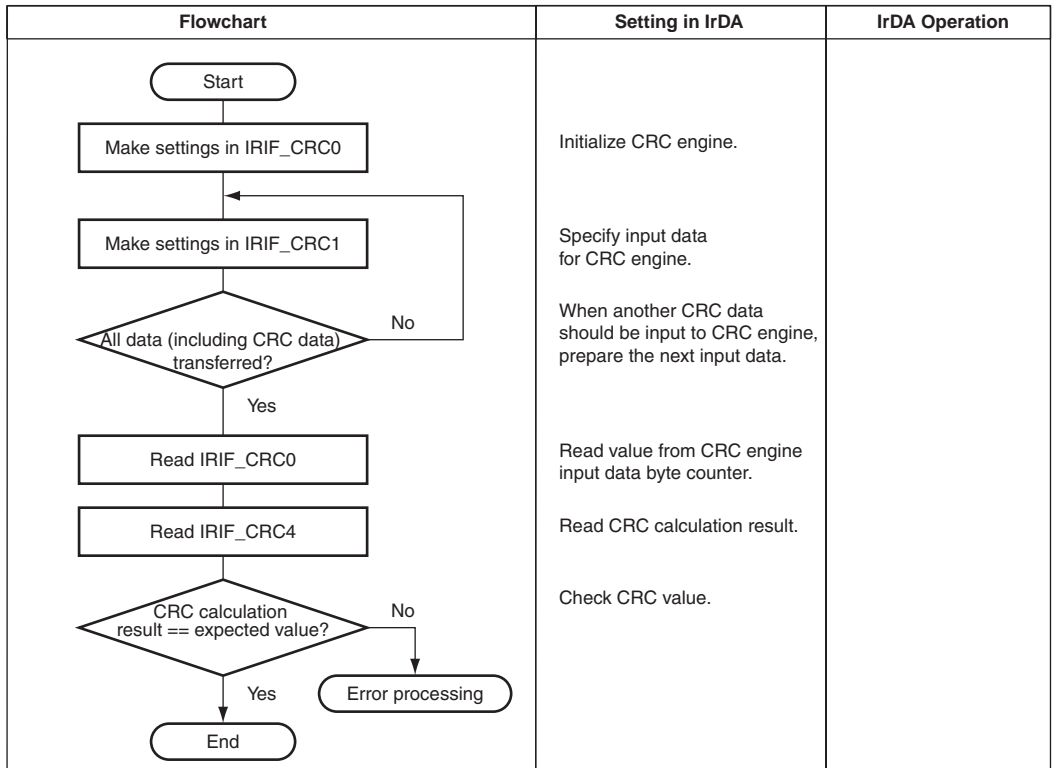 Flowchart
Setting in IrDA
IrDA Operation
Start
Make settings in IRIF_CRC0
Initialize CRC engine.
Make settings in IRIF_CRC1
Specify input data
for CRC engine.
All data (including CRC data)
transferred?
No
When another CRC data
should be input to CRC engine,
prepare the next input data.
Yes
Read IRIF_CRC0
Read value from CRC engine
input data byte counter.
Read IRIF_CRC4
Read CRC calculation result.
CRC calculation
result == expected value?
No
Check CRC value.
Yes
Error processing
End